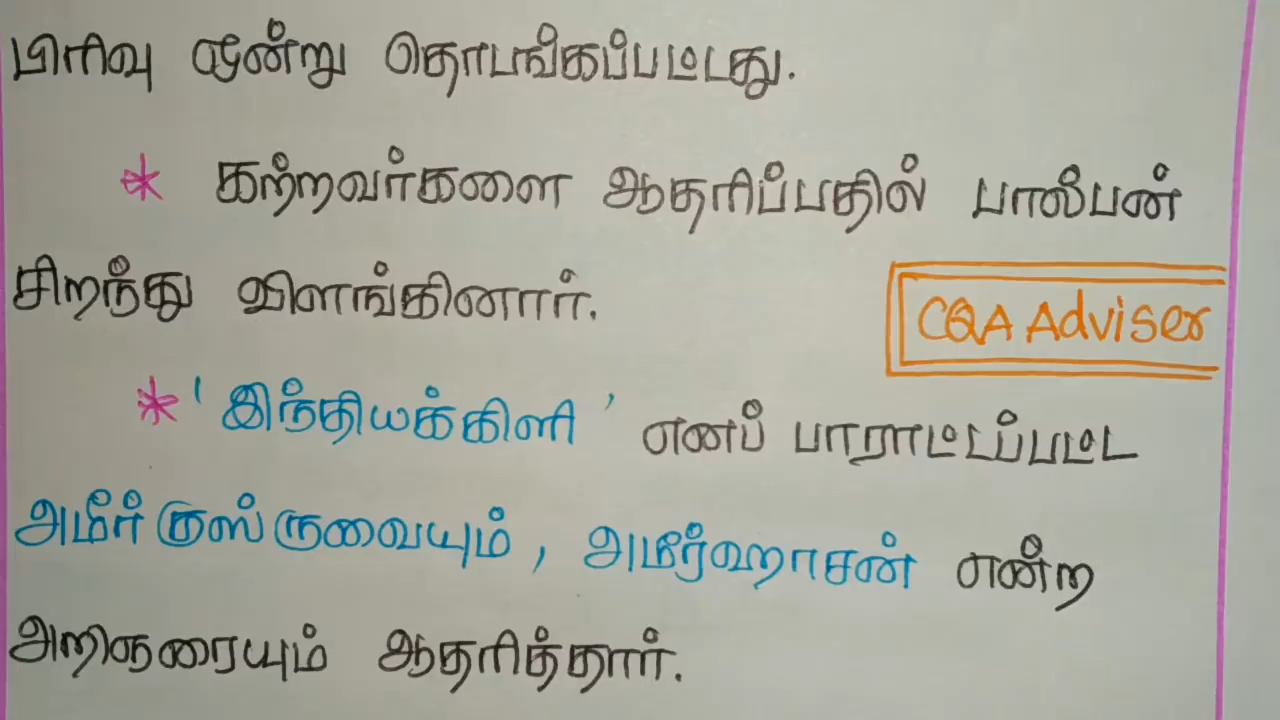 பிரிவு மூன்று தொடங்கப்பட்டது.
* கற்றவர்களை ஆதரிப்பதில் பால்பன்
சிறந்து விளங்கினார்.
CQA Adviser
* 'இந்தியக்கிளி' எனப் பாராட்டப்பட்ட
அமீர் குஸ்ருவையும், அமீர்ஹாசன் என்ற
அறிஞரையும் ஆதரித்தார்.